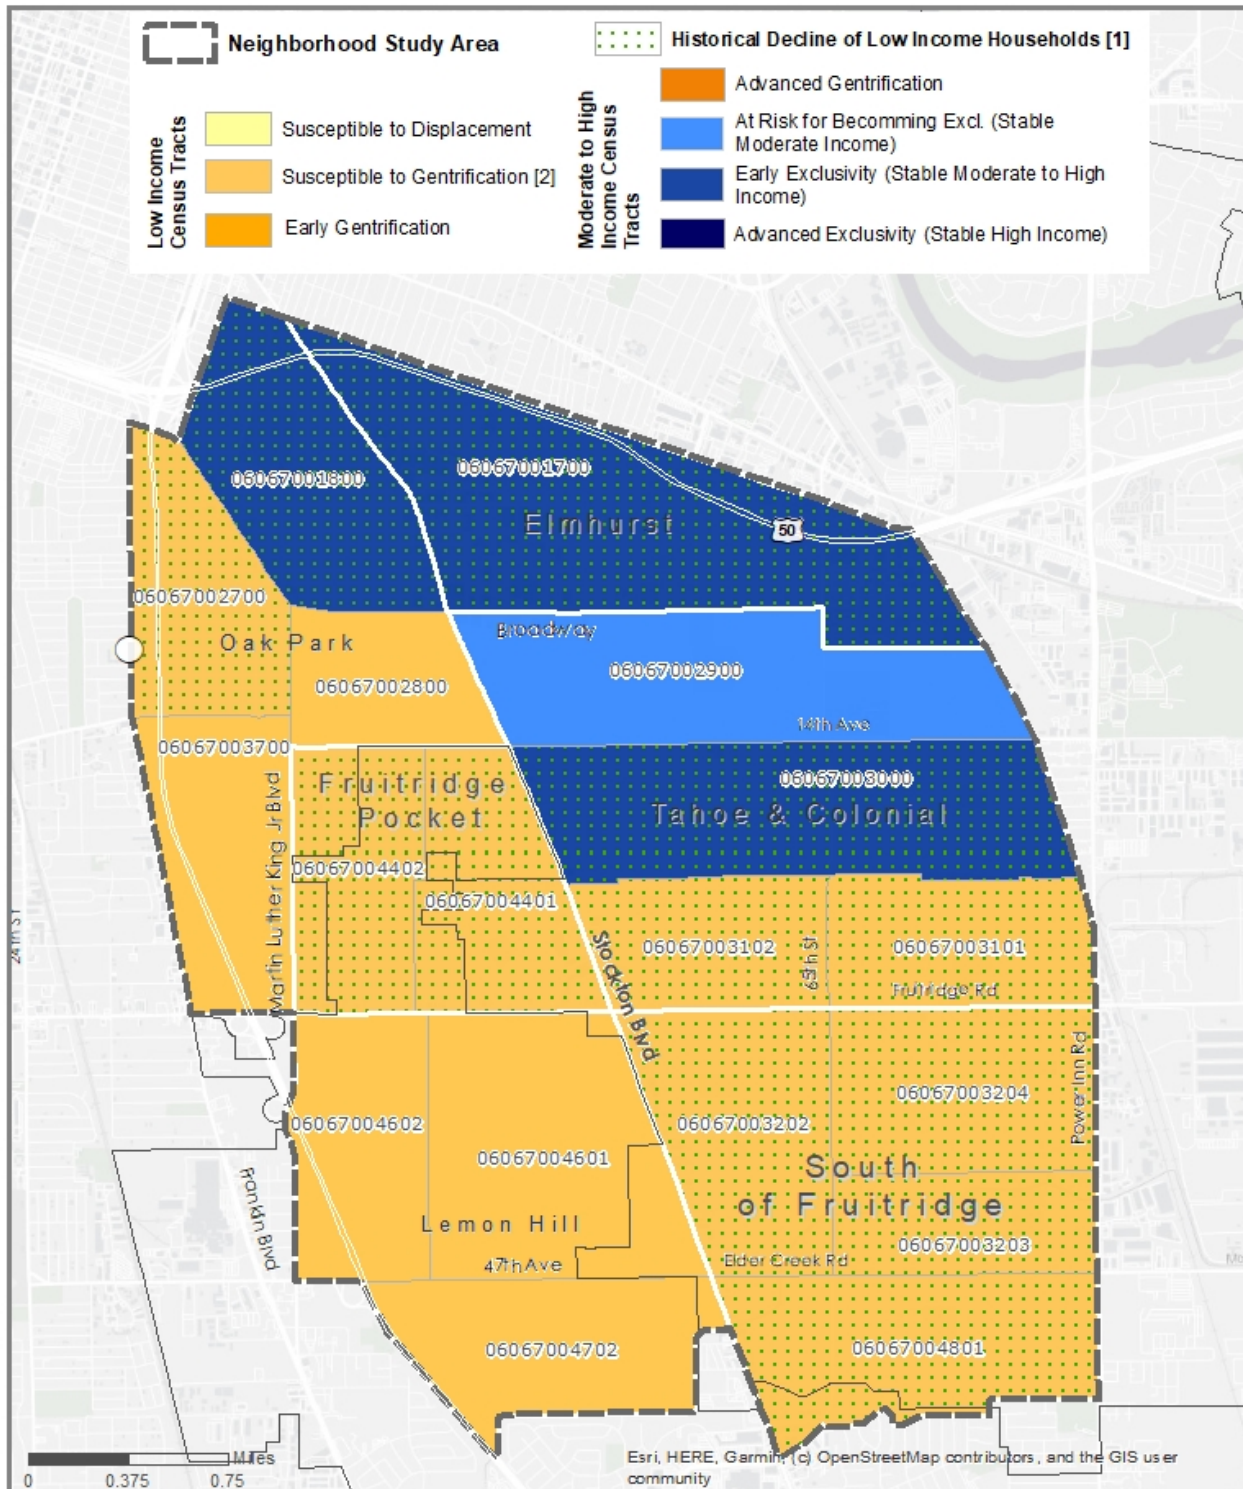 Neighborhood Study Area
Historical Decline of Low Income Households [1]
Low Income
Census Tracts
Susceptible to Displacement
Susceptible to Gentrification [2]
Early Gentrification
Moderate to High
Income Census
Tracts
Advanced Gentrification
At Risk for Becomming Excl. (Stable
Moderate Income)
Early Exclusivity (Stable Moderate to High
Income)
Advanced Exclusivity (Stable High Income)
06067001800
06067001700
Elmhurst
50
06067002700
Oak Park
Broadway
06067002900
06067002800
14th Ave
06067003700
Fruitridge
Pocket
06067003000
Tahoe & Colonial
Martin Luther King Jr Blvd
06067004402
06067004401
24th St
Stockton Blvd
06067003102
65th St
06067003101
Fruitridge Rd
Power Inn Rd
06067003204
06067004602
06067003202
06067004601
South
of Fruitridge
Franklin Blvd
Lemon Hill
06067003203
47th Ave
Elder Creek Rd
06067004702
06067004801
Miles
0 0.375 0.75
Esri, HERE, Garmin, (c) OpenStreetMap contributors, and the GIS user
community